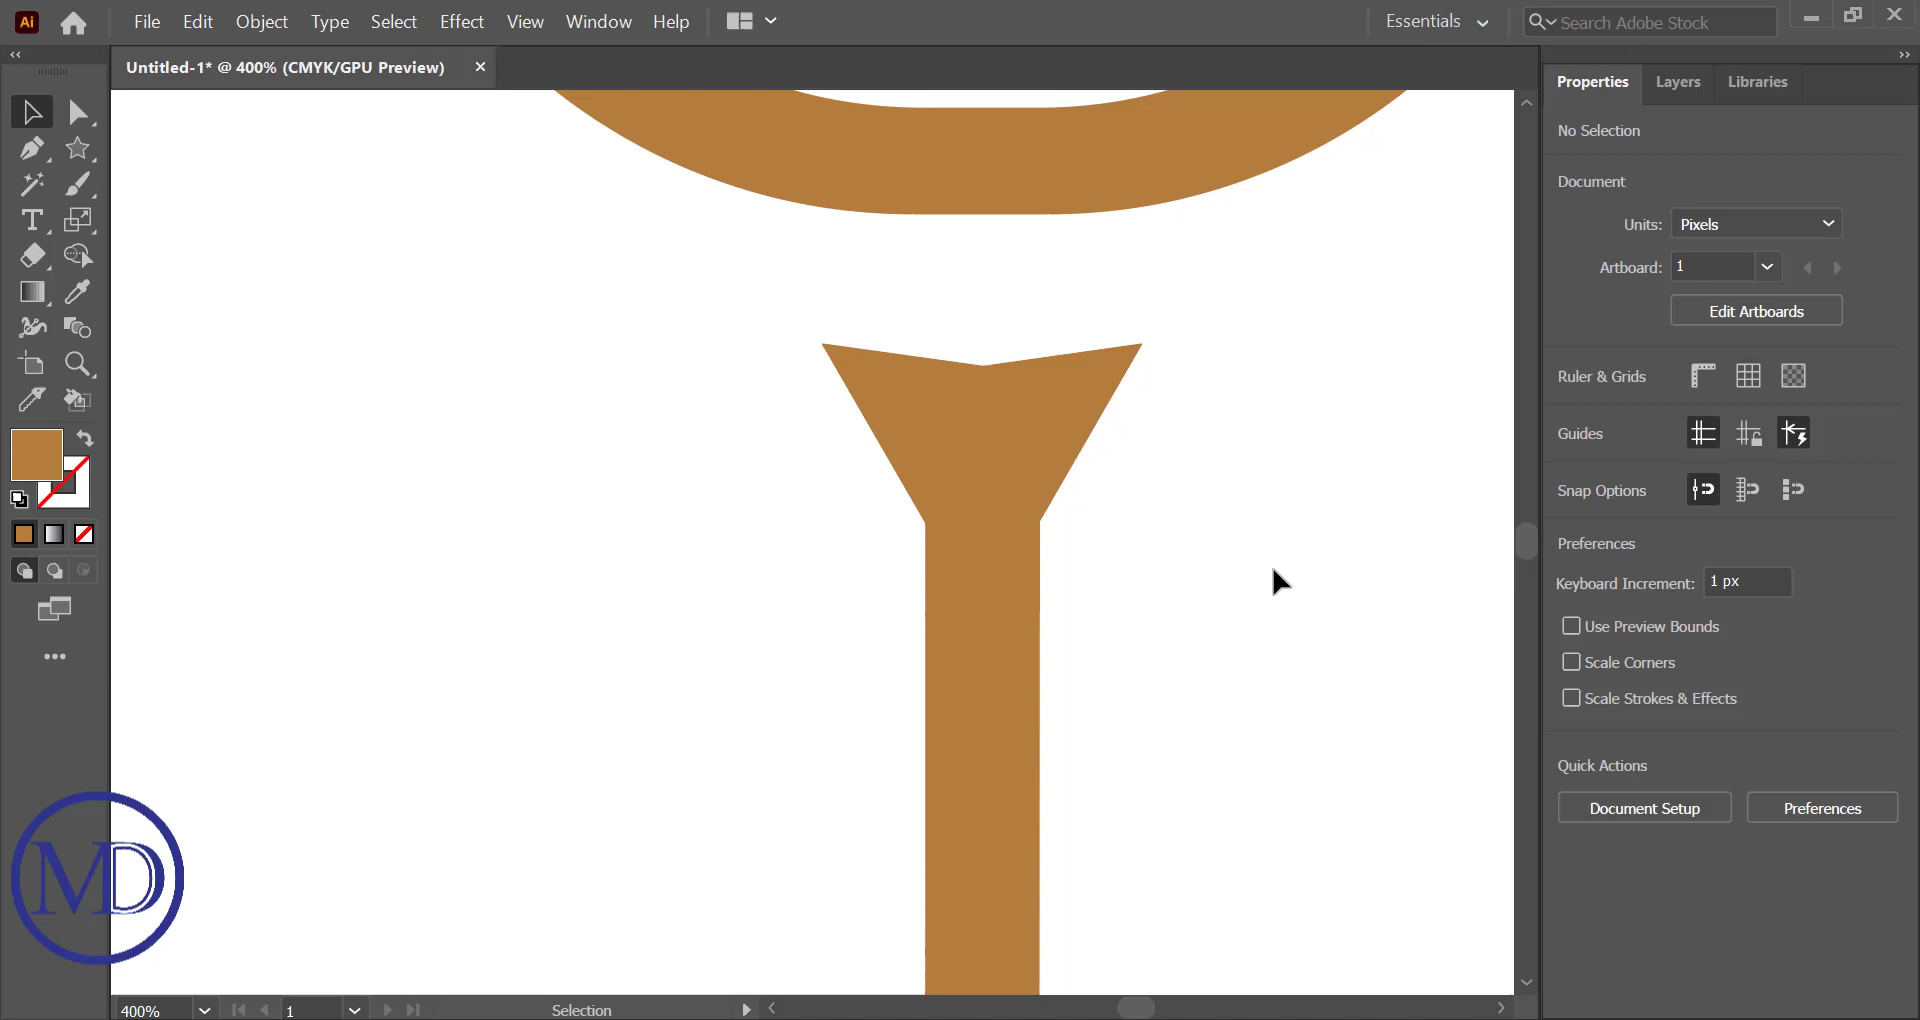 Ai File Edit Object Type Select Effect View Window Help Essentials Search Adobe Stock
Untitled-1* @ 400% (CMYK/GPU Preview)
Properties Layers Libraries
No Selection
Document
Units: Pixels
Artboard: 1
Edit Artboards
Ruler & Grids
Guides
Snap Options
Preferences
Keyboard Increment: 1 px
Use Preview Bounds
Scale Corners
Scale Strokes & Effects
Quick Actions
Document Setup Preferences
MD
400% 1 Selection